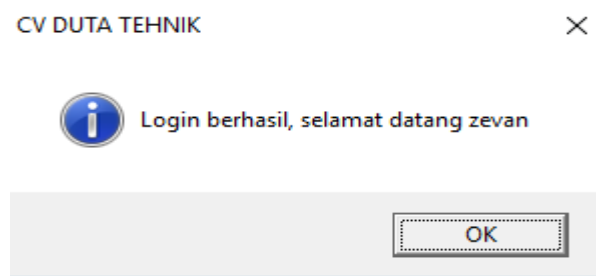 CV DUTA TEHNIK
Login berhasil, selamat datang zevan
OK